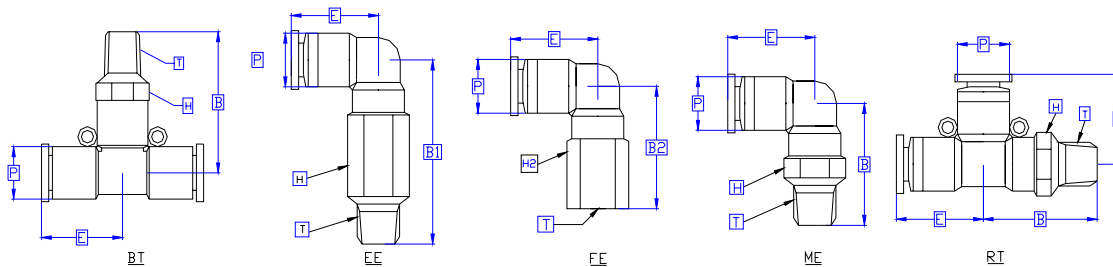 E T H B P E BT
E P B1 H T EE
E P B2 H2 T FE
E P B H T ME
P H T E B RT